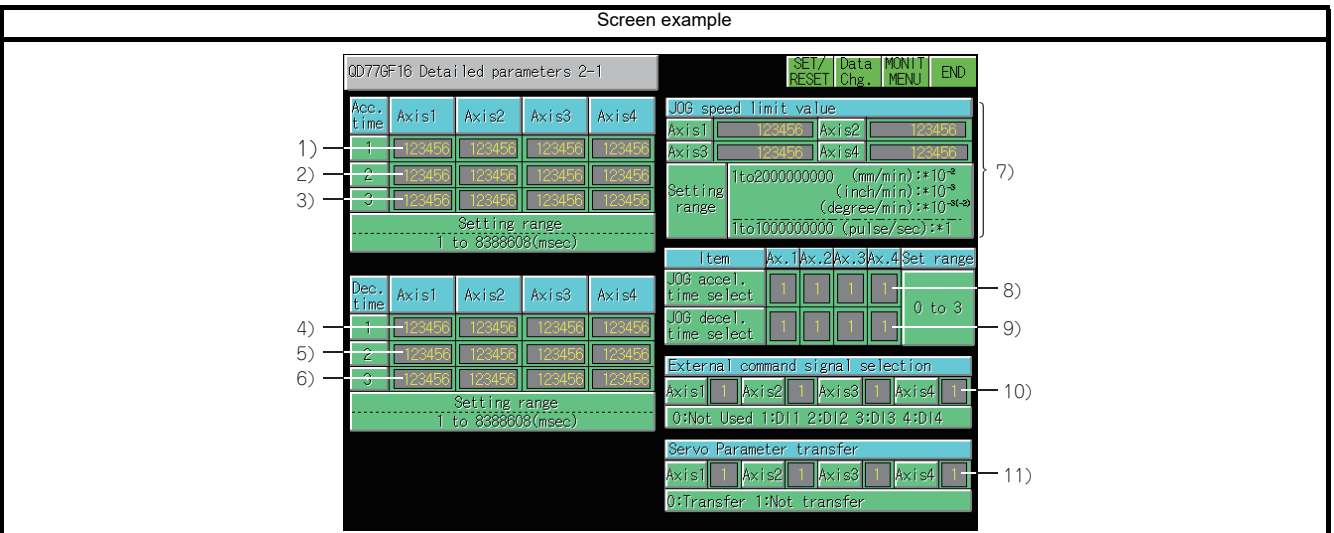 Screen example
QD77GF16 Detailed parameters 2-1
SET/ RESET
Data Chg.
MONIT MENU
END
Acc. time Axis1 Axis2 Axis3 Axis4
1) 1 123456 123456 123456 123456
2) 2 123456 123456 123456 123456
3) 3 123456 123456 123456 123456
Setting range
1 to 8388608(msec)
Dec. time Axis1 Axis2 Axis3 Axis4
4) 1 123456 123456 123456 123456
5) 2 123456 123456 123456 123456
6) 3 123456 123456 123456 123456
Setting range
1 to 8388608(msec)
JOG speed limit value
Axis1 123456 Axis2 123456
Axis3 123456 Axis4 123456
7)
Setting range
1to2000000000 (mm/min):*10⁻²
(inch/min):*10⁻³
(degree/min):*10⁻³⁽⁻²⁾
1to1000000000 (pulse/sec):*1
Item Ax.1 Ax.2 Ax.3 Ax.4 Set range
JOG accel. time select 1 1 1 1 8)
0 to 3
JOG decel. time select 1 1 1 1 9)
External command signal selection
Axis1 1 Axis2 1 Axis3 1 Axis4 1 10)
0:Not Used 1:DI1 2:DI2 3:DI3 4:DI4
Servo Parameter transfer
Axis1 1 Axis2 1 Axis3 1 Axis4 1 11)
0:Transfer 1:Not transfer